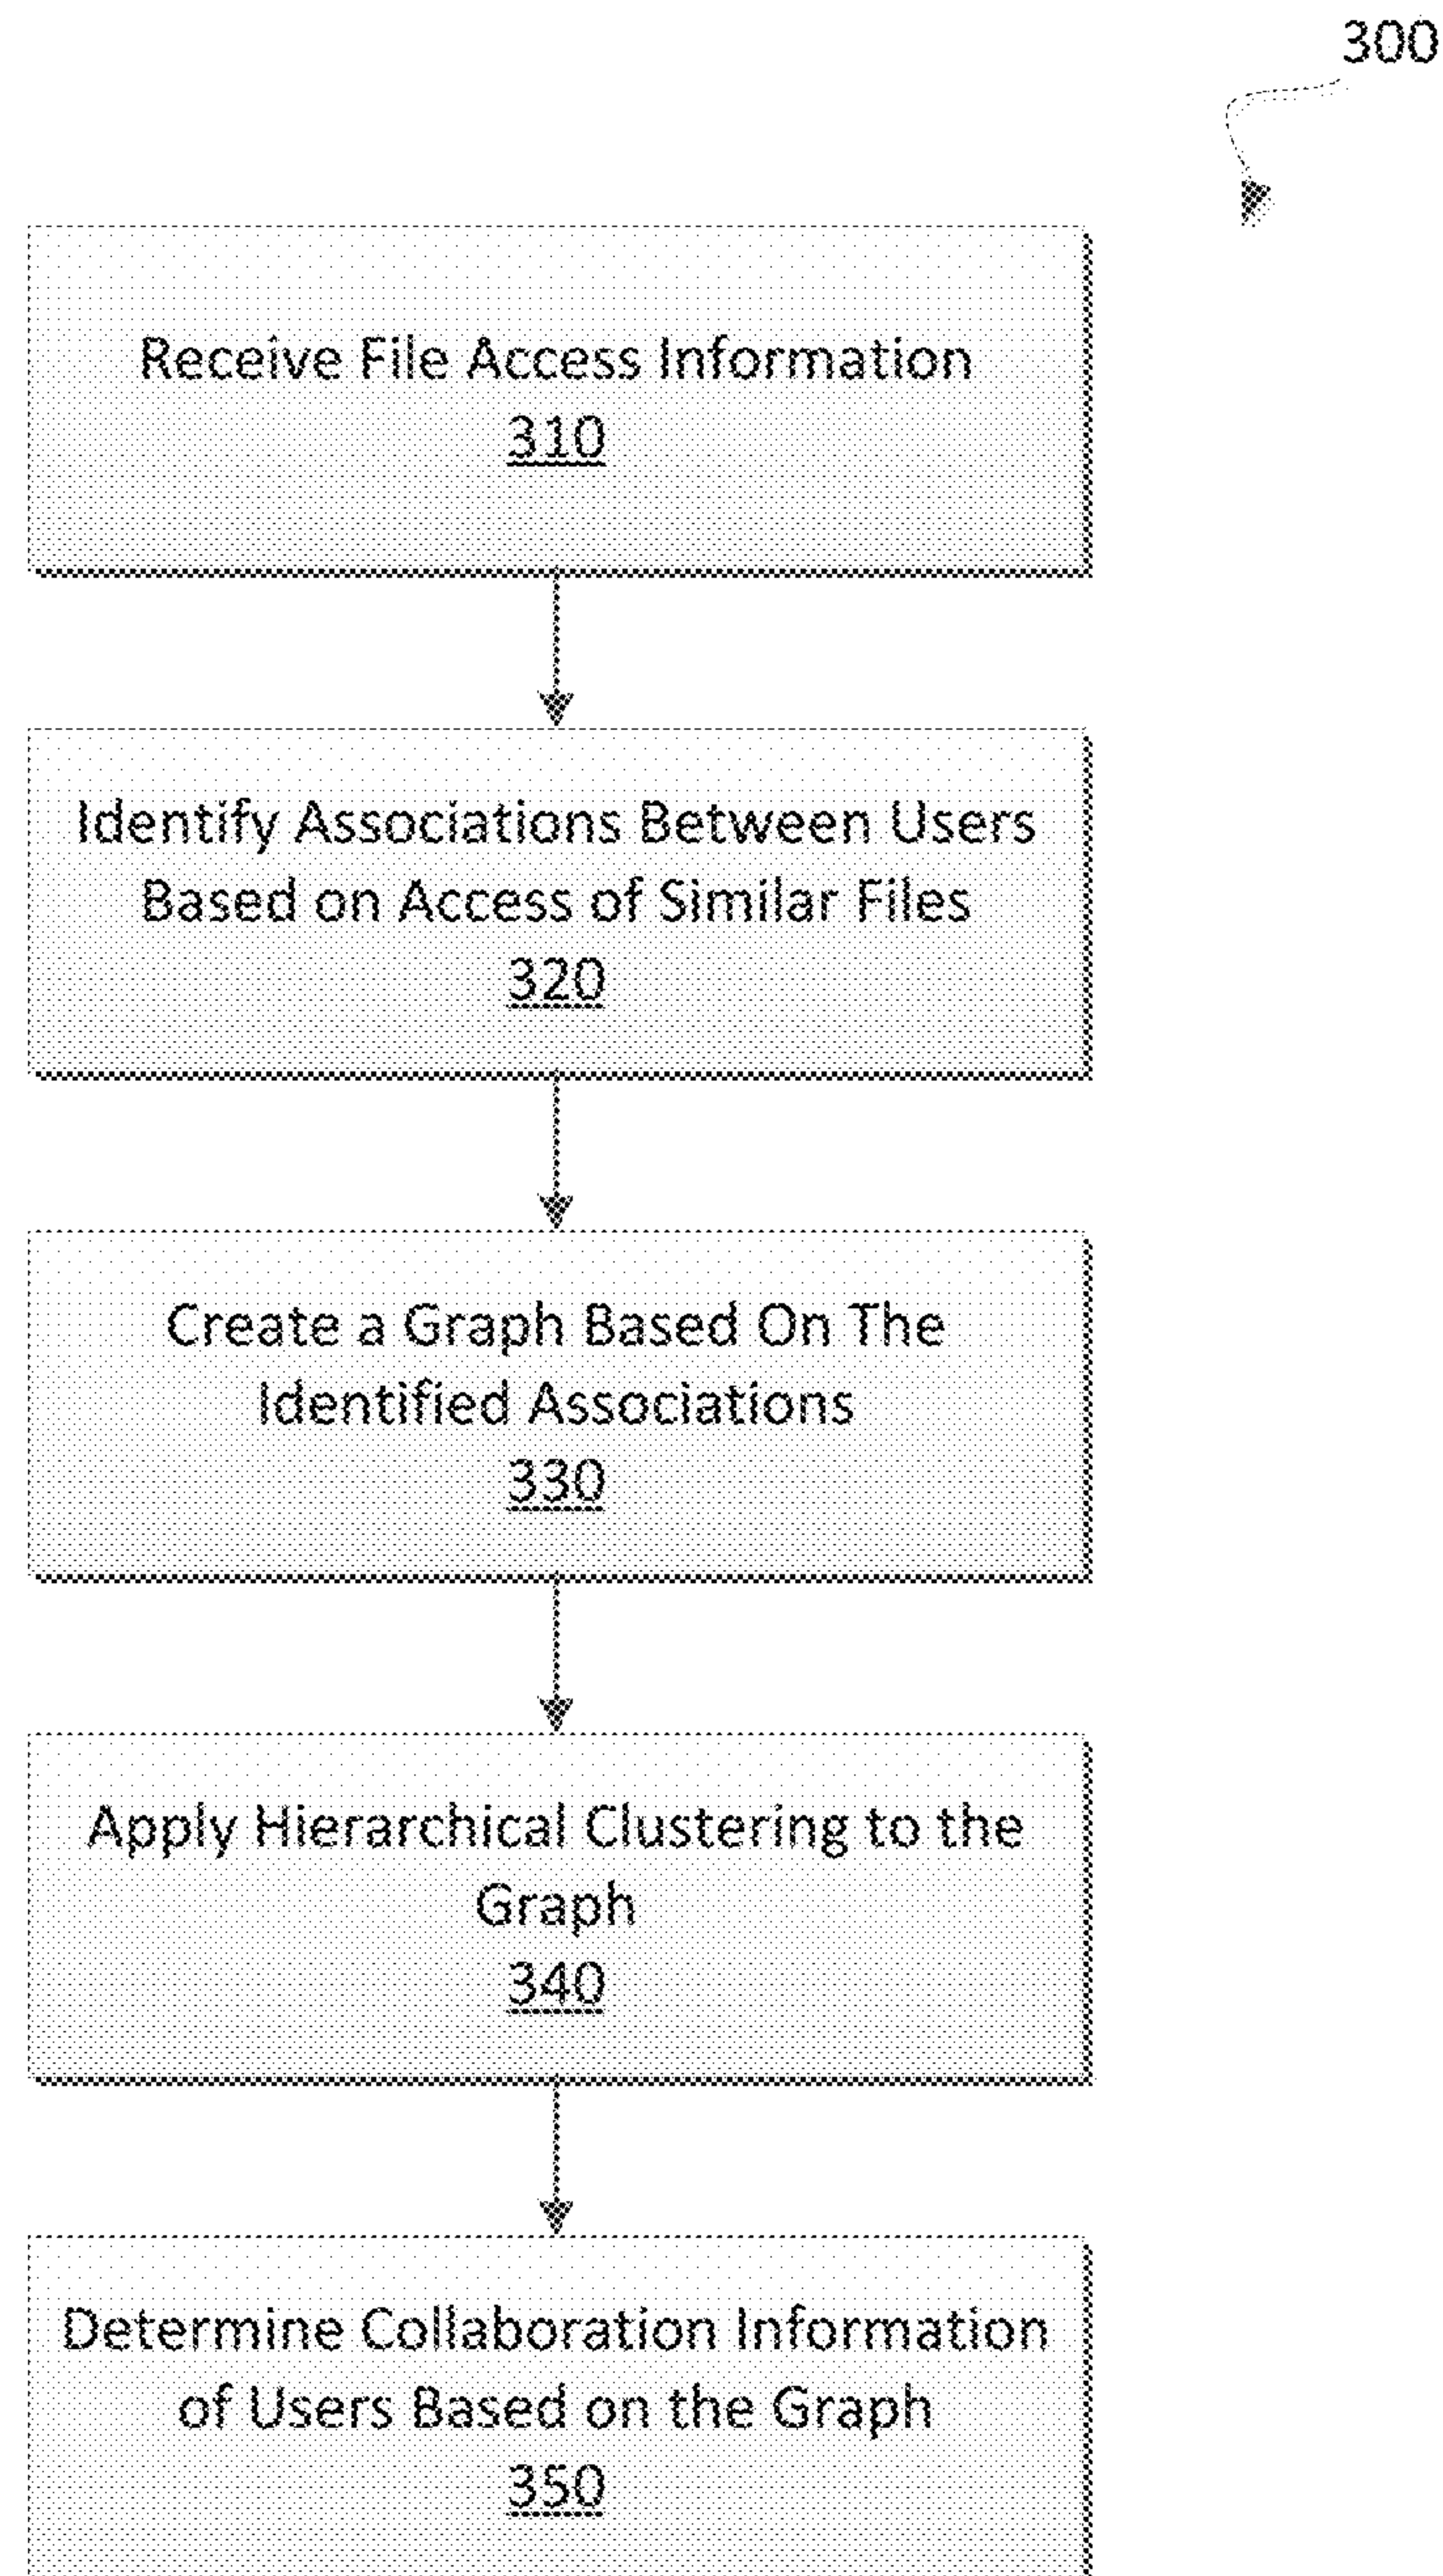 300
Receive File Access Information
310
Identify Associations Between Users
Based on Access of Similar Files
320
Create a Graph Based On The
Identified Associations
330
Apply Hierarchical Clustering to the
Graph
340
Determine Collaboration Information
of Users Based on the Graph
350